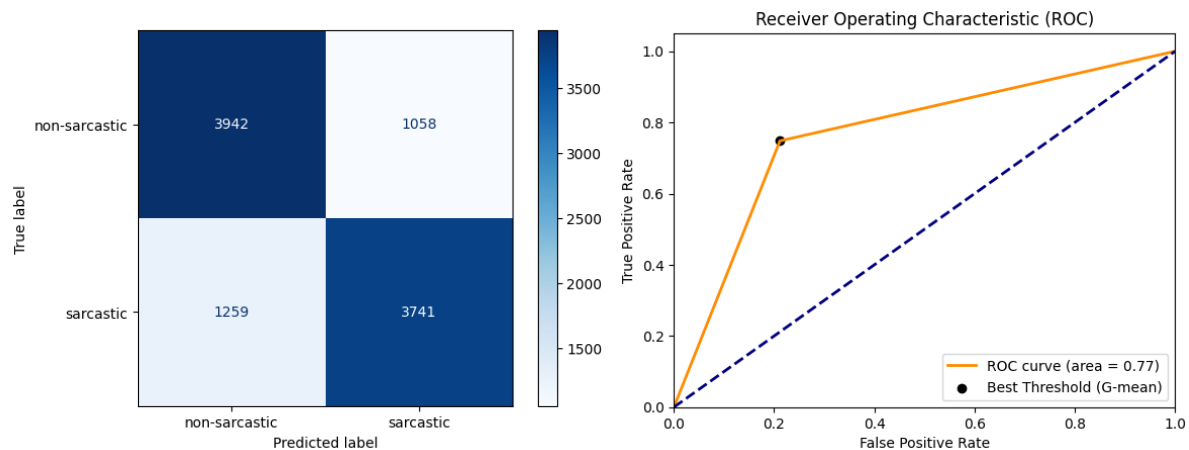 non-sarcastic
sarcastic
True label
3942
1058
1259
3741
non-sarcastic
sarcastic
Predicted label
3500
3000
2500
2000
1500
Receiver Operating Characteristic (ROC)
True Positive Rate
1.0
0.8
0.6
0.4
0.2
0.0
0.0
0.2
0.4
0.6
0.8
1.0
False Positive Rate
ROC curve (area = 0.77)
Best Threshold (G-mean)